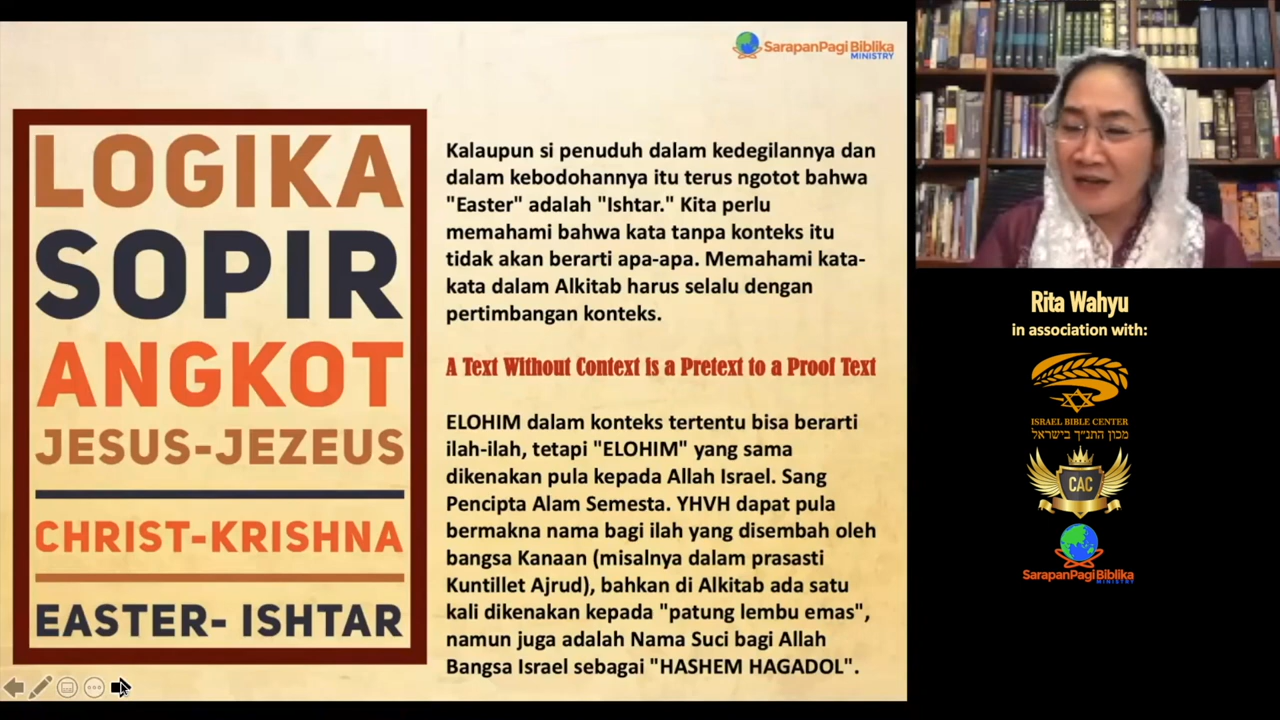 SarapanPagi Biblika
MINISTRY
LOGIKA
SOPIR
ANGKOT
JESUS-JEZEUS
CHRIST-KRISHNA
EASTER- ISHTAR
Kalaupun si penuduh dalam kedegilannya dan
dalam kebodohannya itu terus ngotot bahwa
"Easter" adalah "Ishtar." Kita perlu
memahami bahwa kata tanpa konteks itu
tidak akan berarti apa-apa. Memahami kata-
kata dalam Alkitab harus selalu dengan
pertimbangan konteks.
A Text Without Context is a Pretext to a Proof Text
ELOHIM dalam konteks tertentu bisa berarti
ilah-ilah, tetapi "ELOHIM" yang sama
dikenakan pula kepada Allah Israel. Sang
Pencipta Alam Semesta. YHVH dapat pula
bermakna nama bagi ilah yang disembah oleh
bangsa Kanaan (misalnya dalam prasasti
Kuntillet Ajrud), bahkan di Alkitab ada satu
kali dikenakan kepada "patung lembu emas",
namun juga adalah Nama Suci bagi Allah
Bangsa Israel sebagai "HASHEM HAGADOL".
Rita Wahyu
in association with:
ISRAEL BIBLE CENTER
מכון התנ"ך בישראל
CAC
SarapanPagi Biblika
MINISTRY